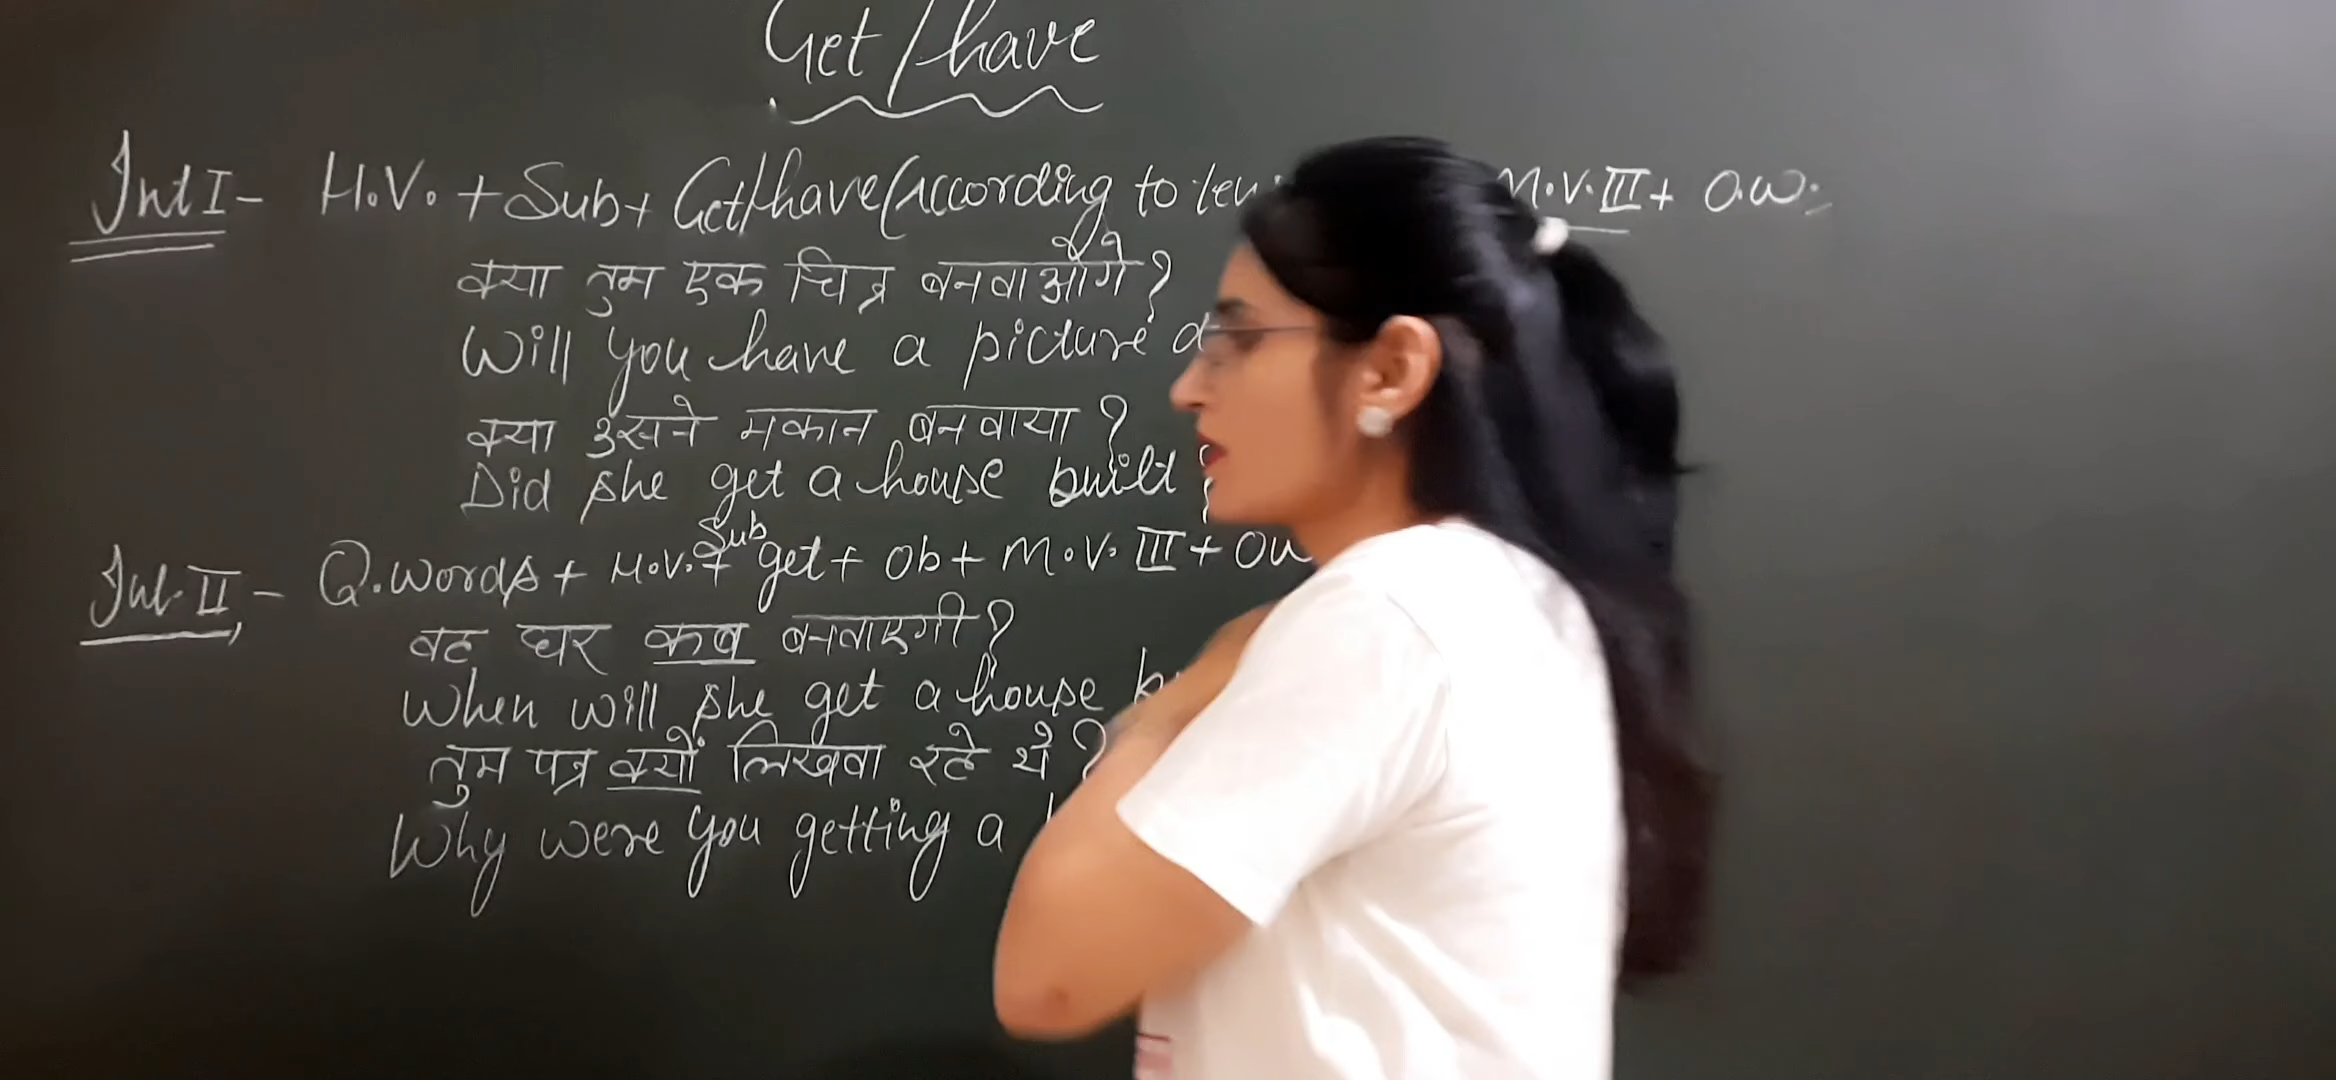 Get/have
Int I - H.V. + Sub + Get/have (According to M.V. III + O.W.
क्या तुम एक चित्र बनवाओगे?
Will you have a picture
क्या उसने मकान बनवाया?
Did she get a house built?
Sub
Int. II - Q.words + H.V. + get + Ob + M.V. III + OW
वह घर कब बनवाएगी?
When will she get a house
तुम पत्र क्यों लिखवा रहे थे?
Why were you getting a